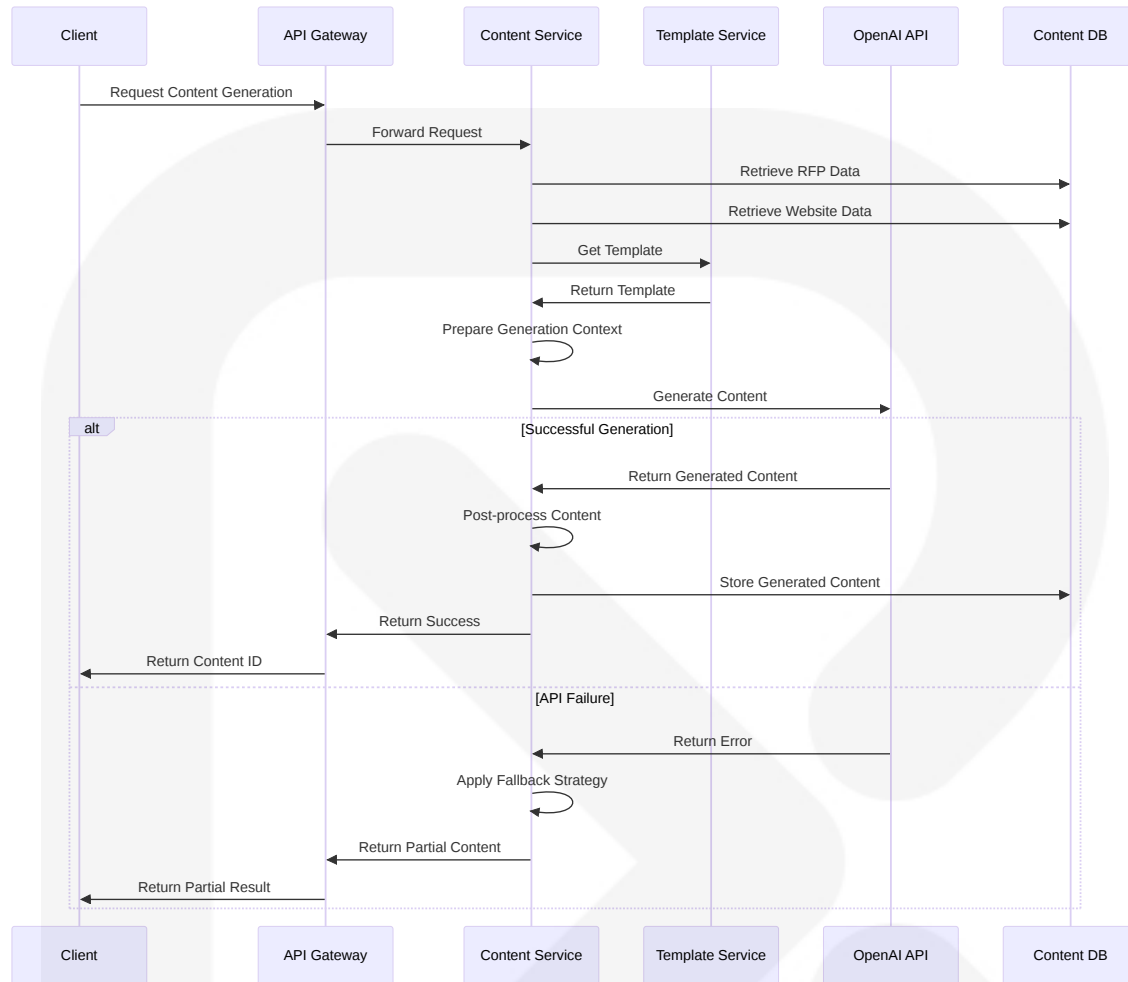 Client API Gateway Content Service Template Service OpenAI API Content DB
Request Content Generation
Forward Request
Retrieve RFP Data
Retrieve Website Data
Get Template
Return Template
Prepare Generation Context
Generate Content
alt [Successful Generation]
Return Generated Content
Post-process Content
Store Generated Content
Return Success
Return Content ID
[API Failure]
Return Error
Apply Fallback Strategy
Return Partial Content
Return Partial Result
Client API Gateway Content Service Template Service OpenAI API Content DB